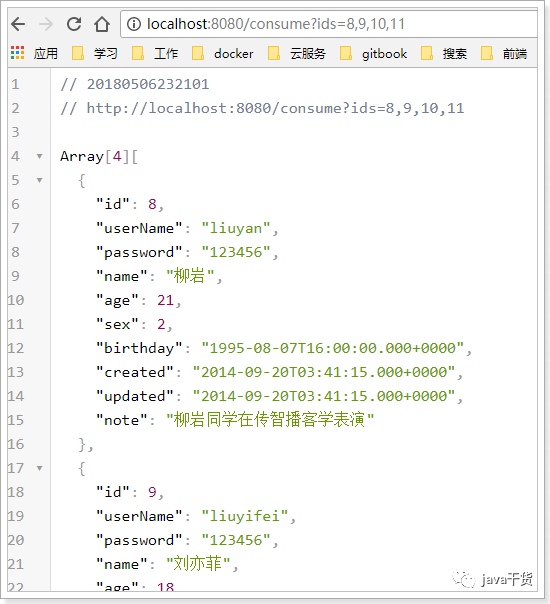 localhost:8080/consume?ids=8,9,10,11
应用 学习 工作 docker 云服务 gitbook 搜索 前端
1 // 20180506232101
2 // http://localhost:8080/consume?ids=8,9,10,11
3
4 Array[4][
5 {
6 "id": 8,
7 "userName": "liuyan",
8 "password": "123456",
9 "name": "柳岩",
10 "age": 21,
11 "sex": 2,
12 "birthday": "1995-08-07T16:00:00.000+0000",
13 "created": "2014-09-20T03:41:15.000+0000",
14 "updated": "2014-09-20T03:41:15.000+0000",
15 "note": "柳岩同学在传智播客学表演"
16 },
17 {
18 "id": 9,
19 "userName": "liuyifei",
20 "password": "123456",
21 "name": "刘亦菲",
22 "age": 18
java干货